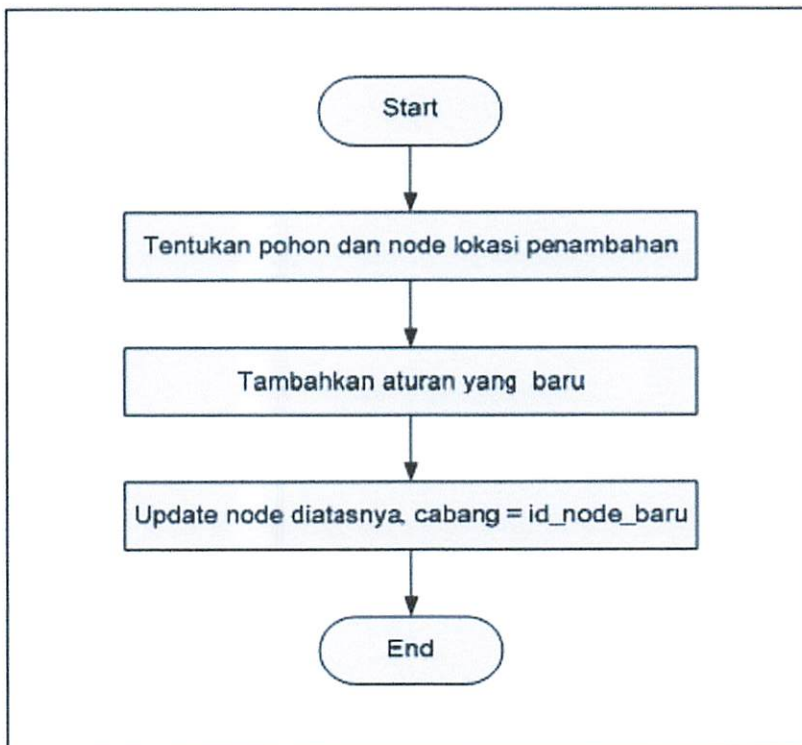 Start
Tentukan pohon dan node lokasi penambahan
Tambahkan aturan yang baru
Update node diatasnya, cabang = id_node_baru
End